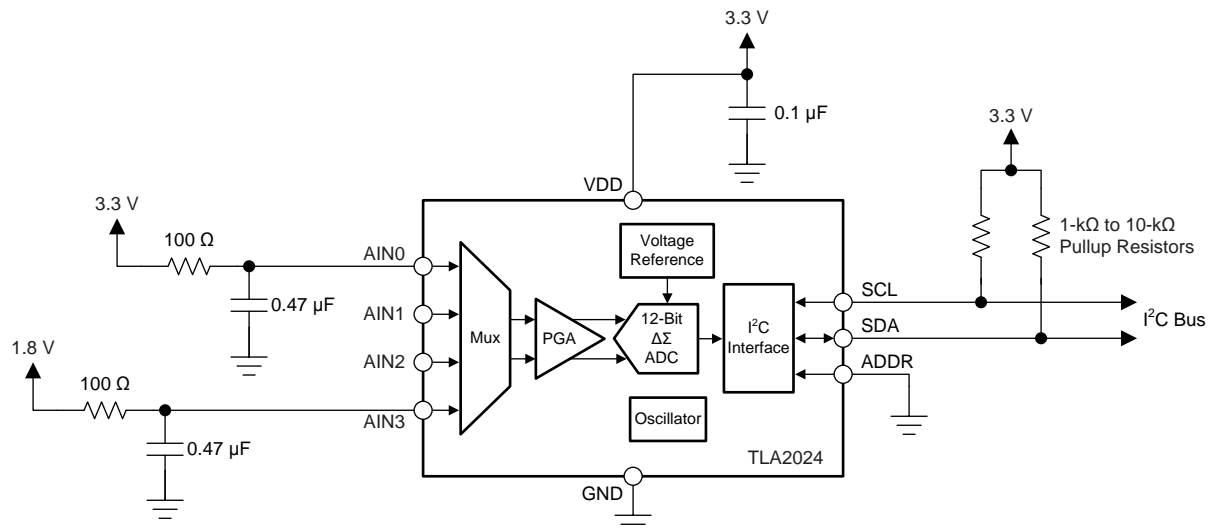 3.3 V
0.1 µF
3.3 V
VDD
1-kΩ to 10-kΩ
Pullup Resistors
3.3 V
100 Ω
0.47 µF
AIN0
AIN1
AIN2
AIN3
1.8 V
100 Ω
0.47 µF
Mux
PGA
Voltage
Reference
12-Bit
ΔΣ
ADC
I²C
Interface
Oscillator
SCL
SDA
ADDR
I²C Bus
TLA2024
GND